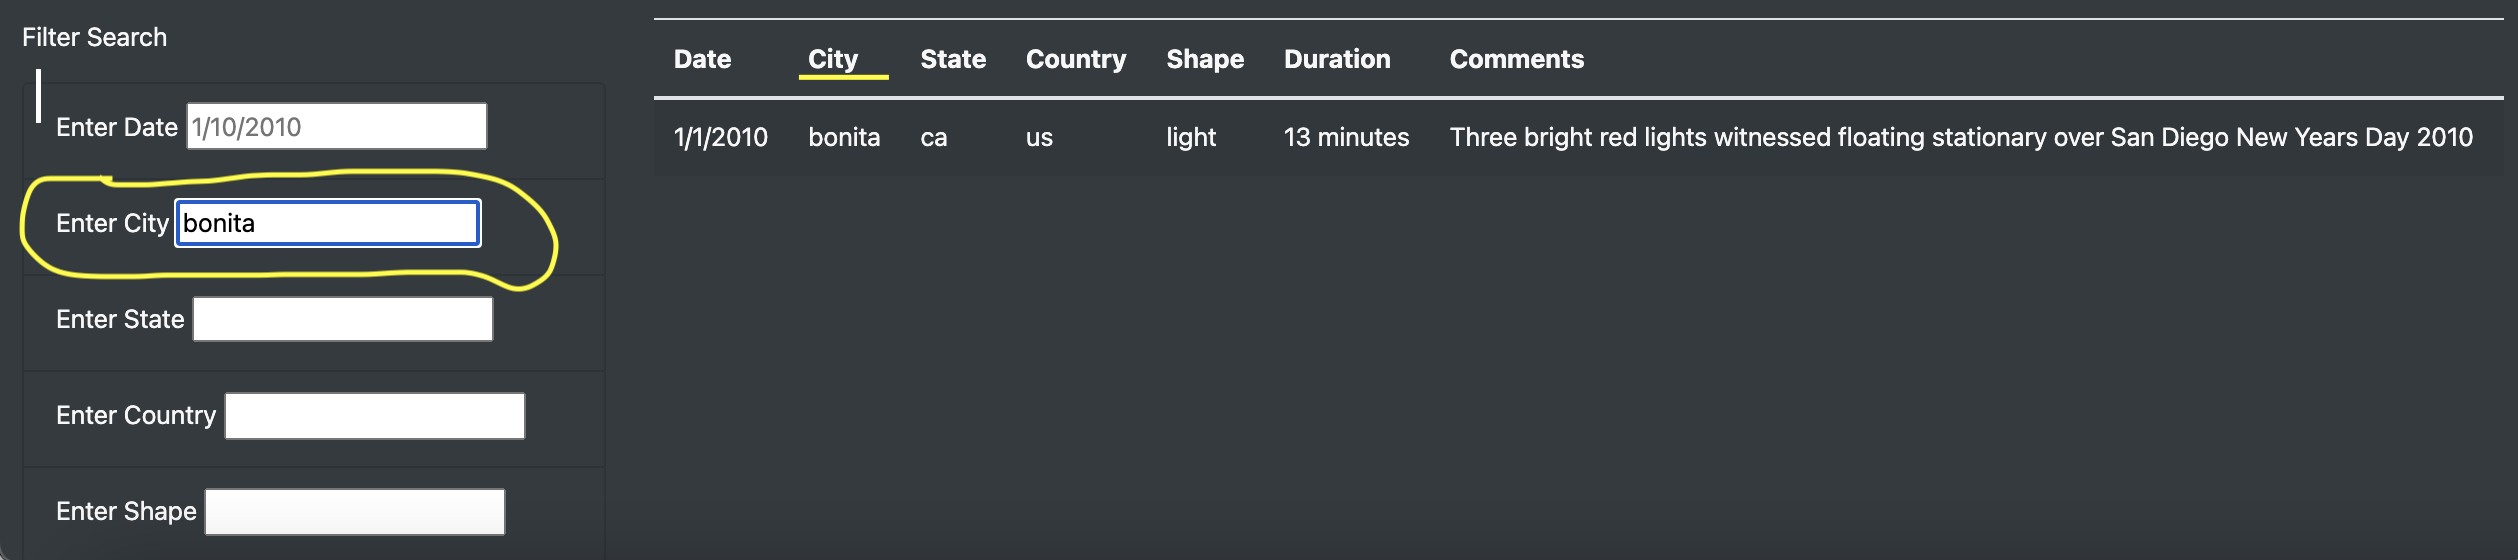 Filter Search
Enter Date 1/10/2010
Enter City bonita
Enter State
Enter Country
Enter Shape
Date City State Country Shape Duration Comments
1/1/2010 bonita ca us light 13 minutes Three bright red lights witnessed floating stationary over San Diego New Years Day 2010